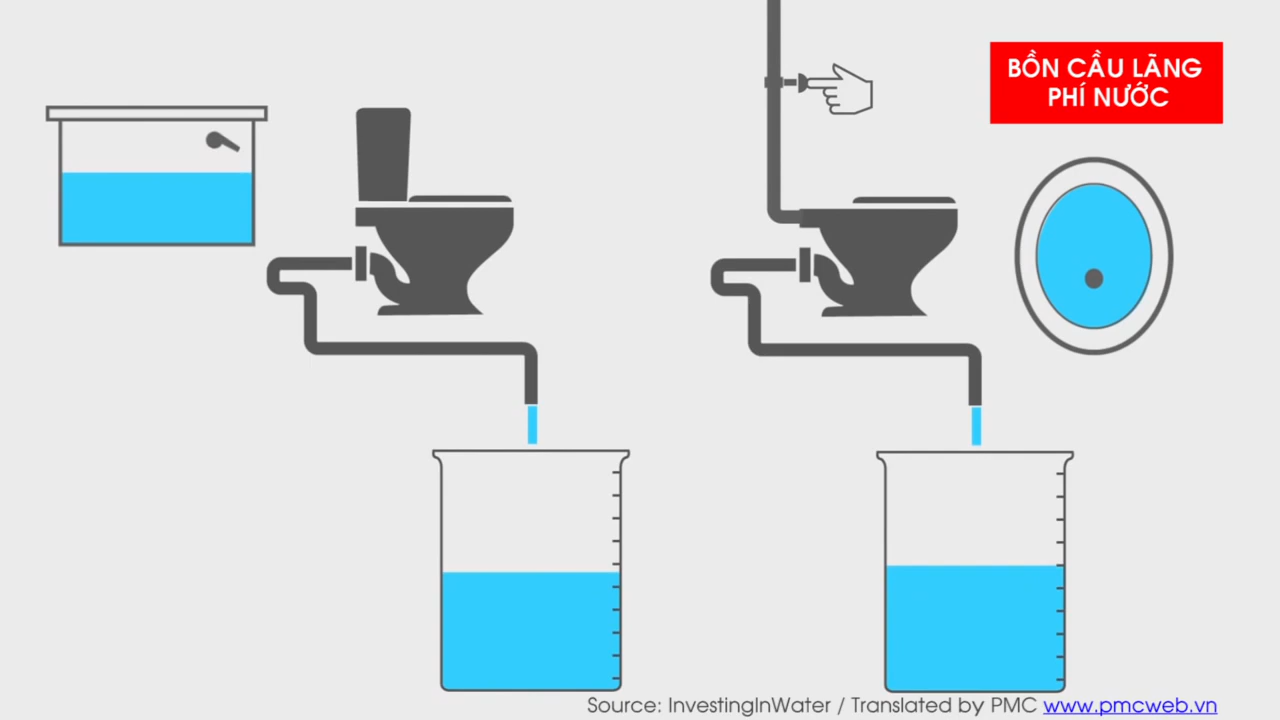 BỒN CẦU LÃNG
PHÍ NƯỚC
Source: InvestingInWater / Translated by PMC www.pmcweb.vn